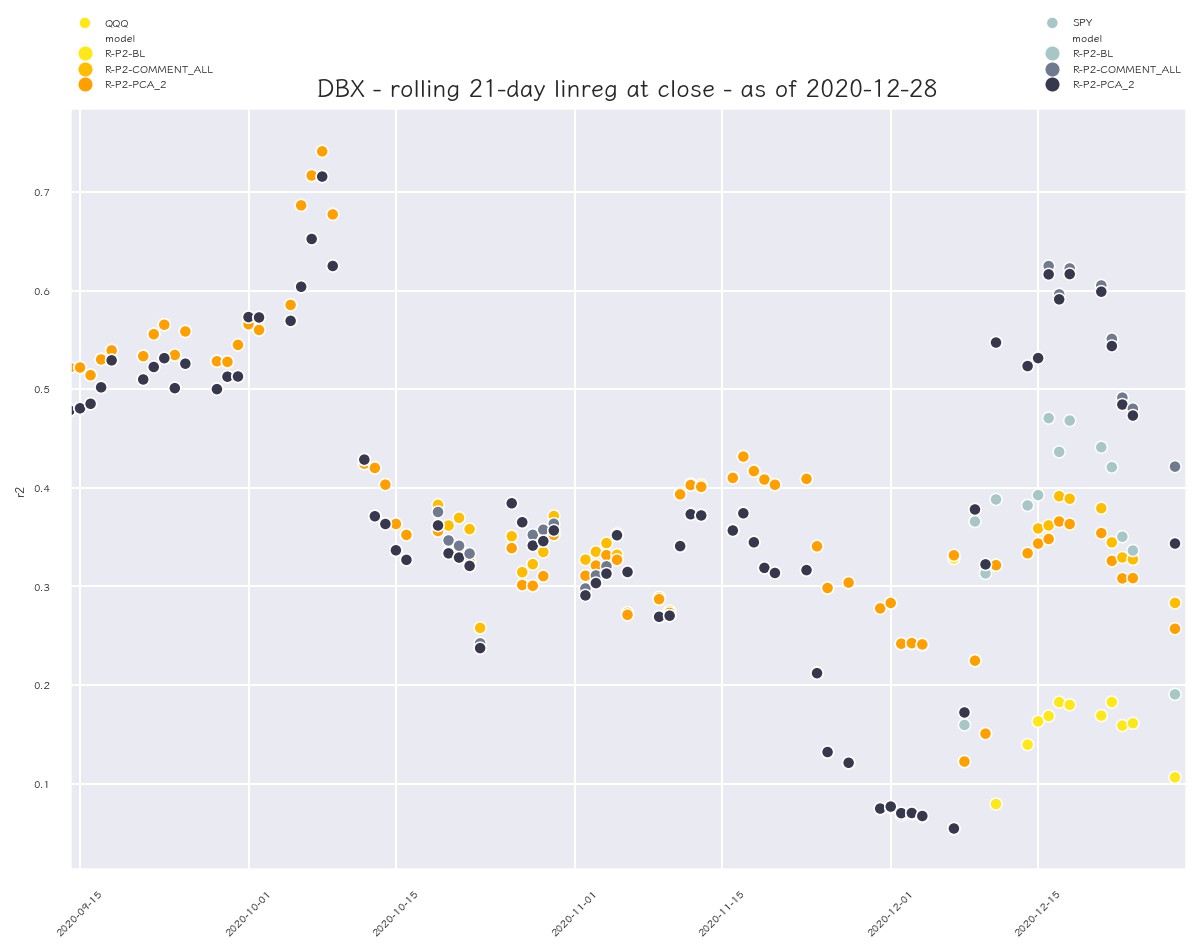 QQQ
model
R-P2-BL
R-P2-COMMENT_ALL
R-P2-PCA_2
SPY
model
R-P2-BL
R-P2-COMMENT_ALL
R-P2-PCA_2
DBX - rolling 21-day linreg at close - as of 2020-12-28
0.7
0.6
0.5
0.4
0.3
0.2
0.1
r2
2020-09-15
2020-10-01
2020-10-15
2020-11-01
2020-11-15
2020-12-01
2020-12-15